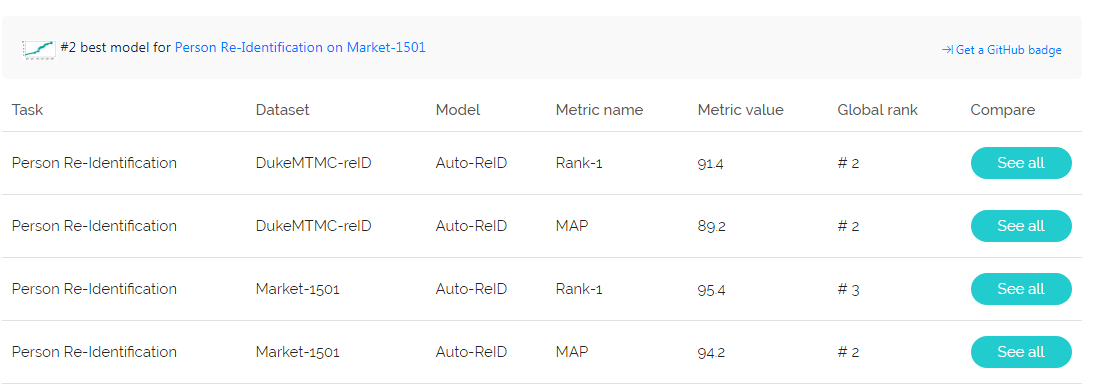 #2 best model for Person Re-Identification on Market-1501
Get a GitHub badge
Task Dataset Model Metric name Metric value Global rank Compare
Person Re-Identification DukeMTMC-reID Auto-ReID Rank-1 91.4 # 2 See all
Person Re-Identification DukeMTMC-reID Auto-ReID MAP 89.2 # 2 See all
Person Re-Identification Market-1501 Auto-ReID Rank-1 95.4 # 3 See all
Person Re-Identification Market-1501 Auto-ReID MAP 94.2 # 2 See all